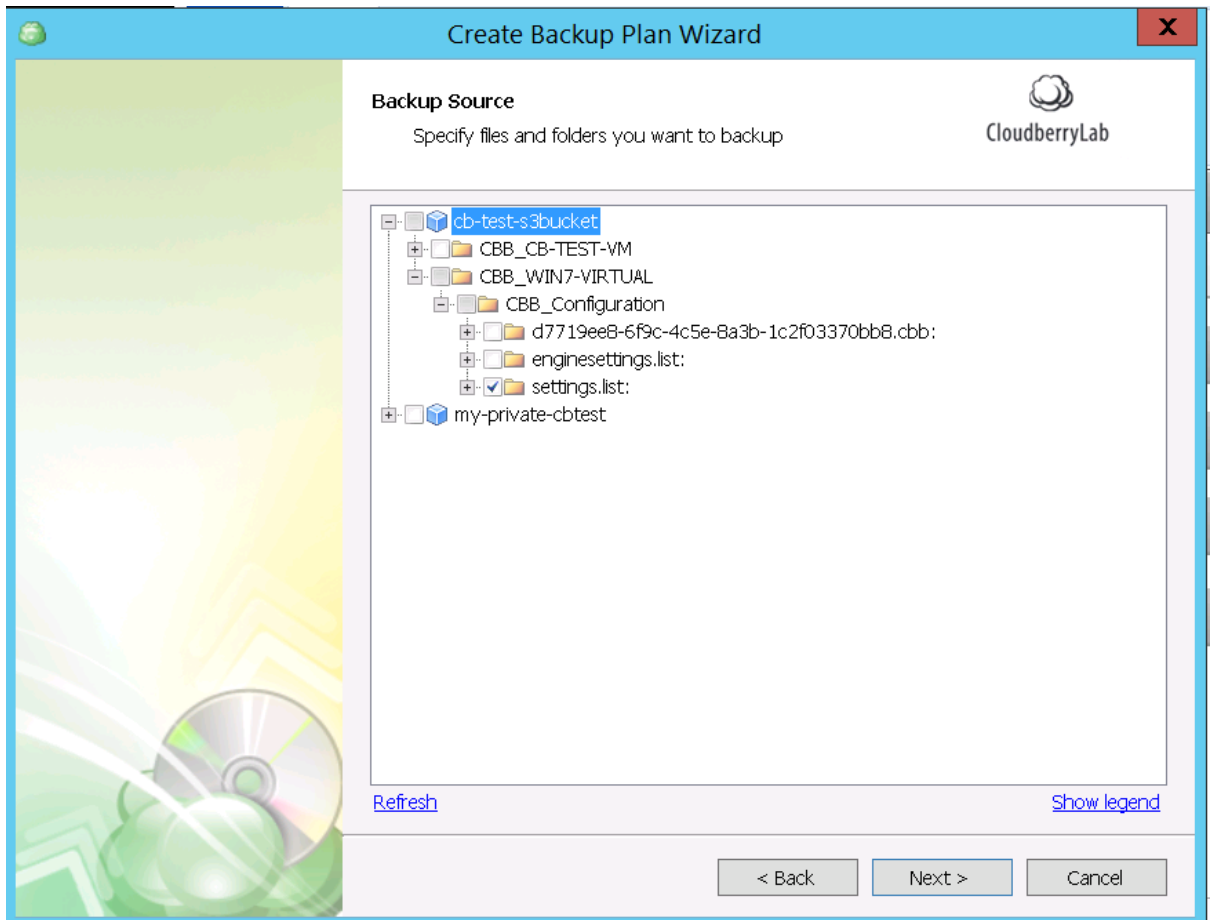 Create Backup Plan Wizard
X
Backup Source
Specify files and folders you want to backup
CloudberryLab
cb-test-s3bucket
CBB_CB-TEST-VM
CBB_WIN7-VIRTUAL
CBB_Configuration
d7719ee8-6f9c-4c5e-8a3b-1c2f03370bb8.cbb:
enginesettings.list:
settings.list:
my-private-cbtest
Refresh
Show legend
< Back
Next >
Cancel